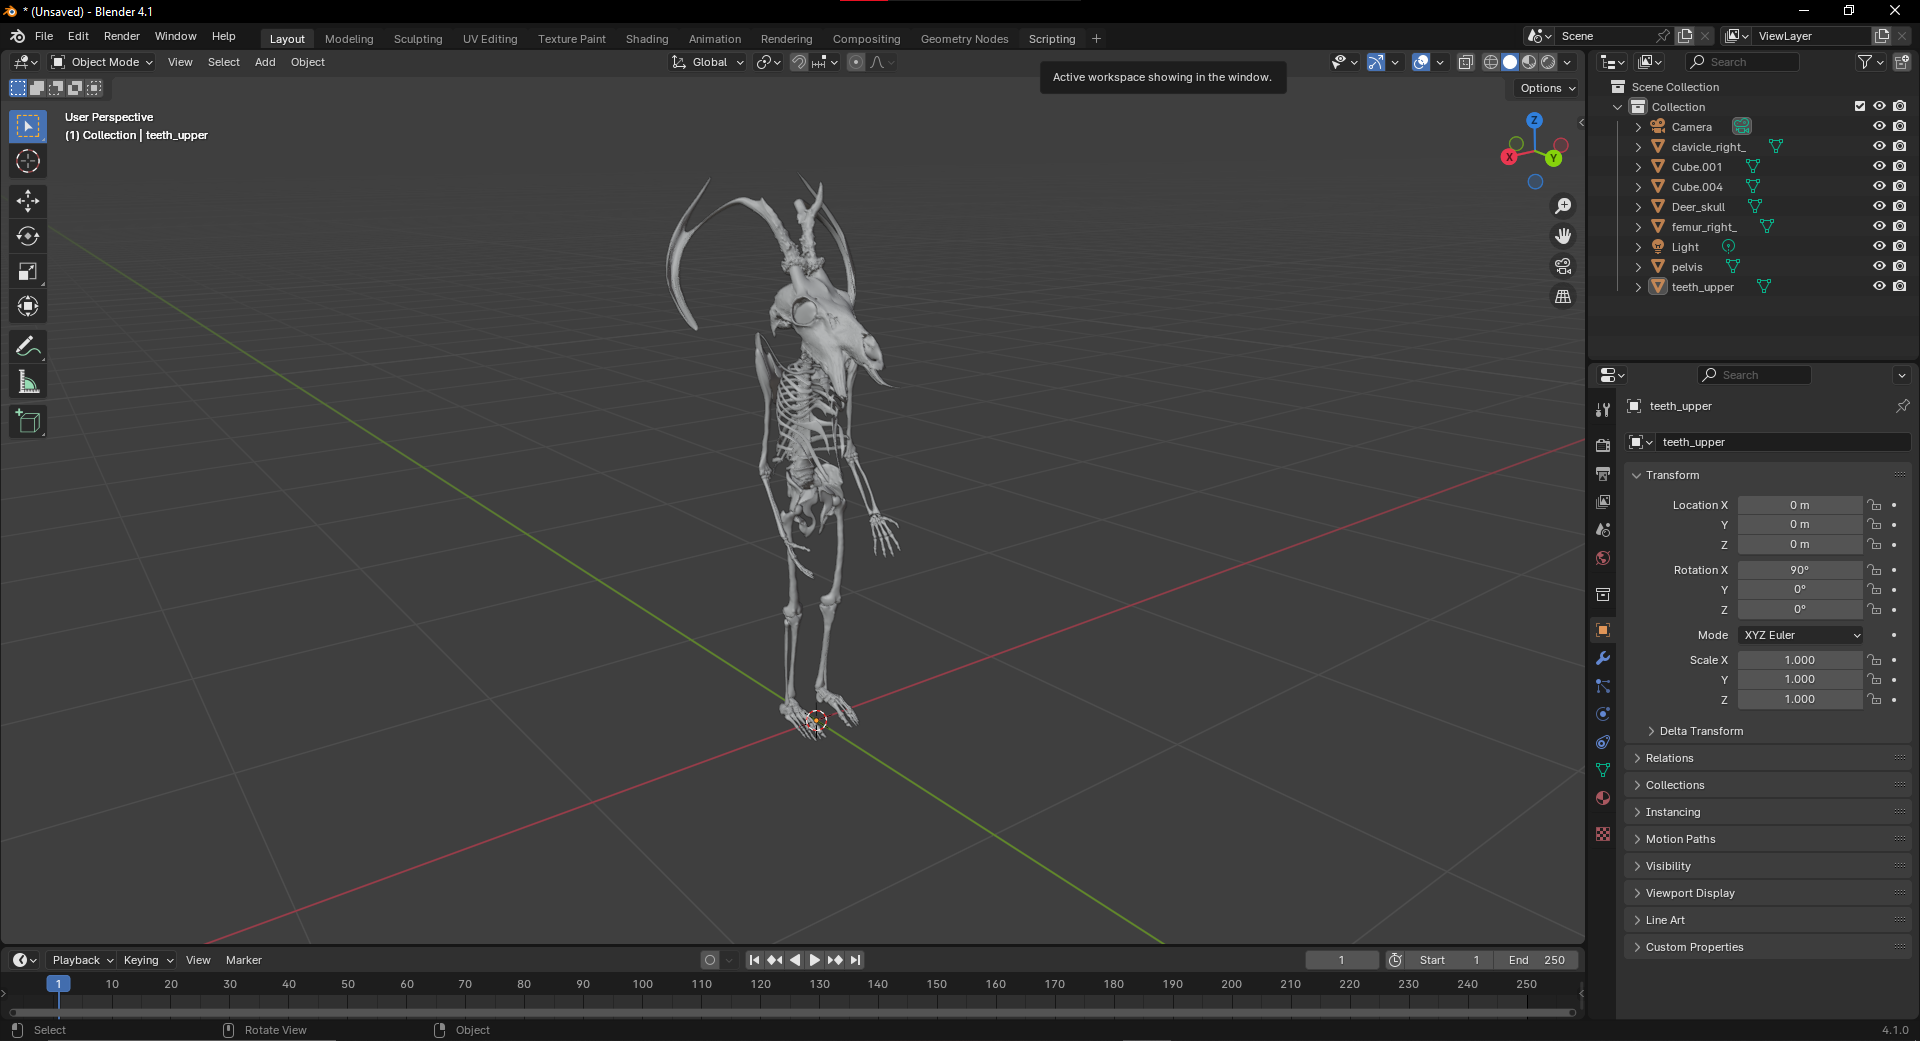 * (Unsaved) - Blender 4.1
File Edit Render Window Help
Layout Modeling Sculpting UV Editing Texture Paint Shading Animation Rendering Compositing Geometry Nodes Scripting +
Scene
ViewLayer
Object Mode View Select Add Object
Global
Search
Active workspace showing in the window.
Options
User Perspective
(1) Collection | teeth_upper
Z
X
Y
Scene Collection
Collection
Camera
clavicle_right_
Cube.001
Cube.004
Deer_skull
femur_right_
Light
pelvis
teeth_upper
Search
teeth_upper
teeth_upper
Transform
Location X 0 m
Y 0 m
Z 0 m
Rotation X 90°
Y 0°
Z 0°
Mode XYZ Euler
Scale X 1.000
Y 1.000
Z 1.000
Delta Transform
Relations
Collections
Instancing
Motion Paths
Visibility
Viewport Display
Line Art
Custom Properties
Playback Keying View Marker
1
Start 1 End 250
1 10 20 30 40 50 60 70 80 90 100 110 120 130 140 150 160 170 180 190 200 210 220 230 240 250
Select Rotate View Object
4.1.0